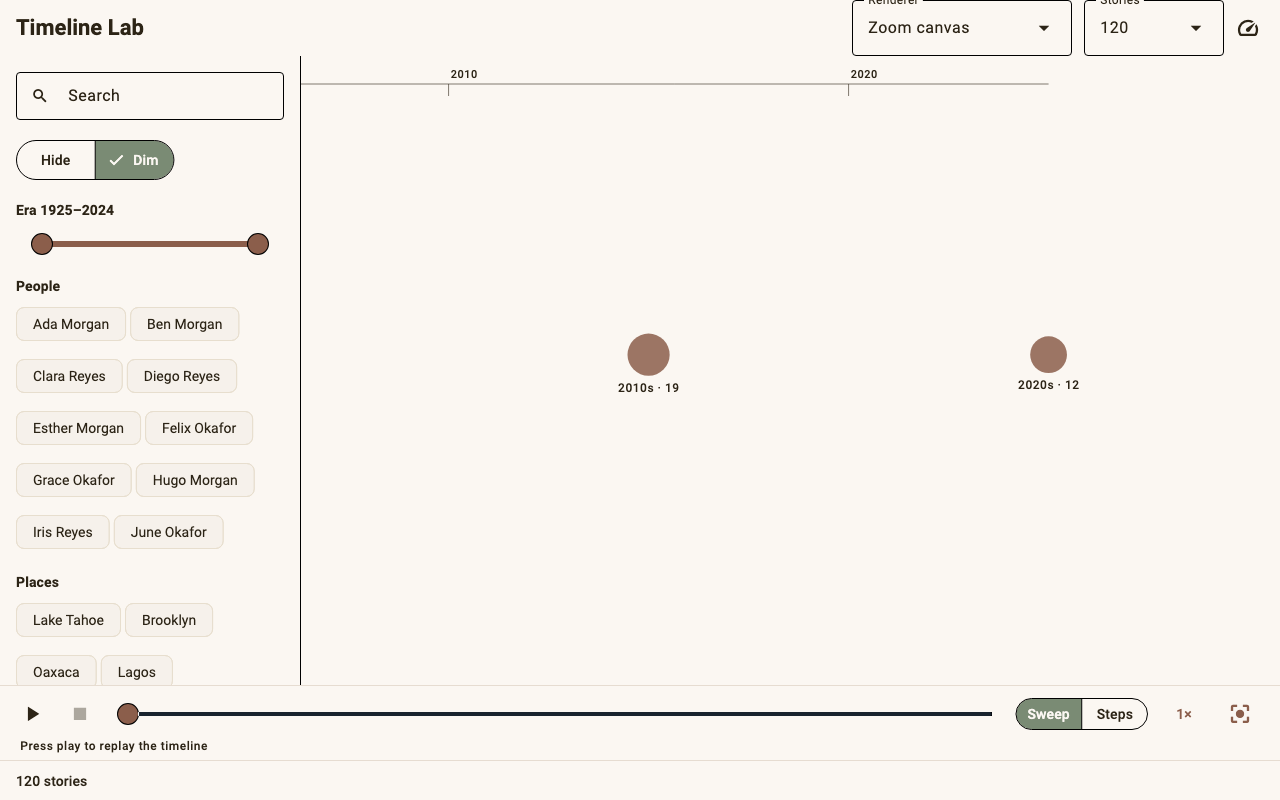 Timeline Lab
Renderer
Zoom canvas
Stories
120
Search
Hide
Dim
Era 1925–2024
People
Ada Morgan
Ben Morgan
Clara Reyes
Diego Reyes
Esther Morgan
Felix Okafor
Grace Okafor
Hugo Morgan
Iris Reyes
June Okafor
Places
Lake Tahoe
Brooklyn
Oaxaca
Lagos
2010
2020
2010s · 19
2020s · 12
Sweep
Steps
1×
Press play to replay the timeline
120 stories